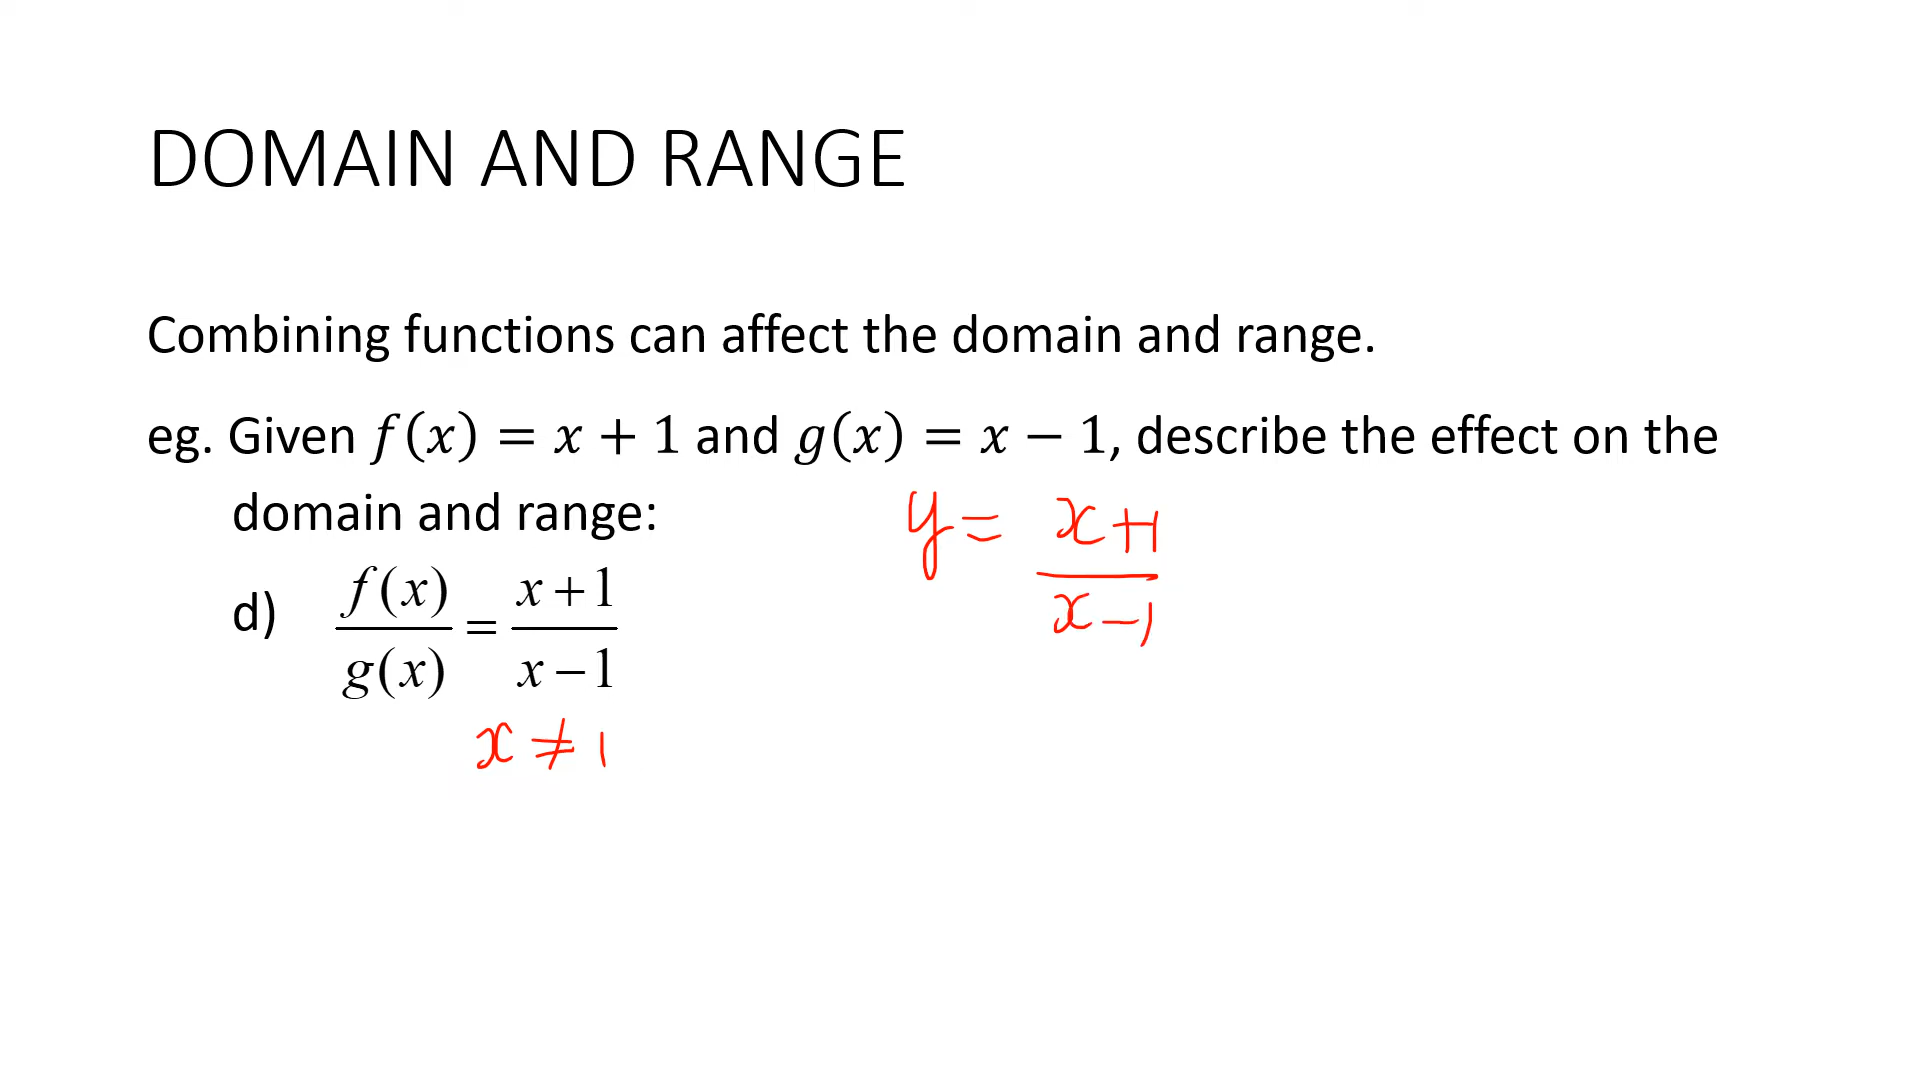 DOMAIN AND RANGE
Combining functions can affect the domain and range.
eg. Given f(x) = x + 1 and g(x) = x − 1, describe the effect on the
domain and range:
y = x+1
x−1
d) f(x)/g(x) = x+1/x−1
x ≠ 1